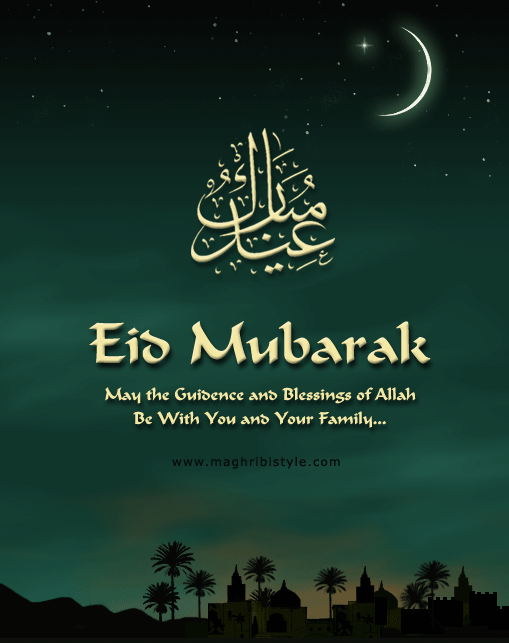 عيد مبارك
Eid Mubarak
May the Guidence and Blessings of Allah
Be With You and Your Family...
www.maghribistyle.com